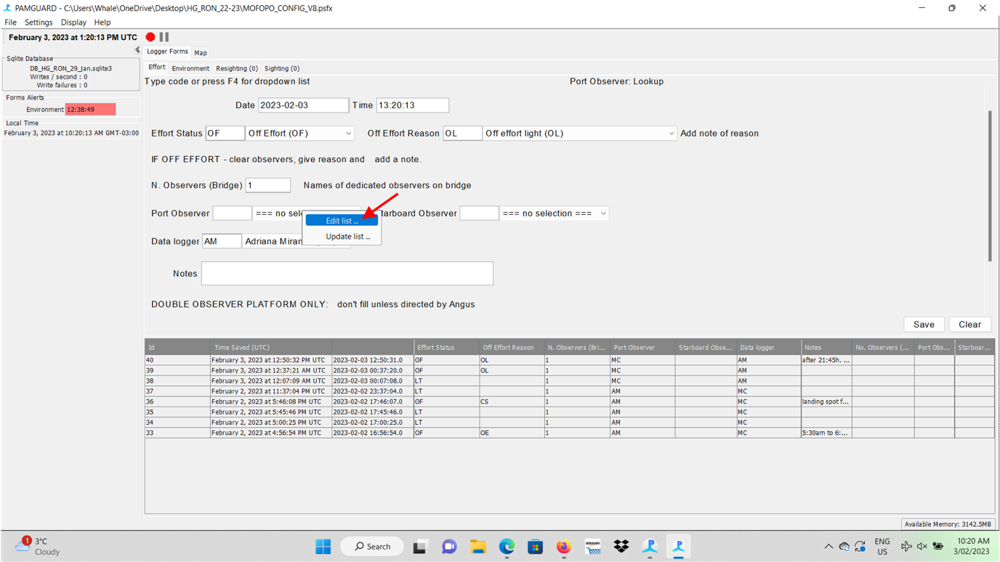 PAMGUARD - C:\Users\Whale\OneDrive\Desktop\HG_RON_22-23\MOFOPO_CONFIG_V8.psfx
File Settings Display Help
February 3, 2023 at 1:20:13 PM UTC
Logger Forms Map
Sqlite Database
DB_HG_RON_29_jan.sqlite3
Writes / second : 0
Write failures : 0
Forms Alerts
Environment 12:38:49
Local Time
February 3, 2023 at 10:20:13 AM GMT-03:00
Effort Environment Resighting (0) Sighting (0)
Type code or press F4 for dropdown list Port Observer: Lookup
Date 2023-02-03 Time 13:20:13
Effort Status OF Off Effort (OF) Off Effort Reason OL Off effort light (OL) Add note of reason
IF OFF EFFORT - clear observers, give reason and add a note.
N. Observers (Bridge) 1 Names of dedicated observers on bridge
Port Observer === no sele Starboard Observer === no selection ===
Edit list ...
Update list ...
Data logger AM Adriana Miran
Notes
DOUBLE OBSERVER PLATFORM ONLY: don't fill unless directed by Angus
Save Clear
Id Time Saved (UTC) Effort Status Off Effort Reason N. Observers (Bri... Port Observer Starboard Obse... Data logger Notes No. Observers (... Port Obs... Starboar...
40 February 3, 2023 at 12:50:32 PM UTC 2023-02-03 12:50:31.0 OF OL 1 MC AM after 21:45h. ...
39 February 3, 2023 at 12:37:21 AM UTC 2023-02-03 00:37:20.0 OF OL 1 MC AM
38 February 3, 2023 at 12:07:09 AM UTC 2023-02-03 00:07:08.0 LT 1 MC AM
37 February 2, 2023 at 11:37:04 PM UTC 2023-02-02 23:37:04.0 LT 1 AM MC
36 February 2, 2023 at 5:46:08 PM UTC 2023-02-02 17:46:07.0 OF CS 1 AM MC landing spot f...
35 February 2, 2023 at 5:45:46 PM UTC 2023-02-02 17:45:46.0 LT 1 AM MC
34 February 2, 2023 at 5:00:25 PM UTC 2023-02-02 17:00:25.0 LT 1 AM MC
33 February 2, 2023 at 4:56:54 PM UTC 2023-02-02 16:56:54.0 OF OE 1 AM MC 5:30am to 6:...
Available Memory: 3142.5MB
1 3°C
Cloudy
Search
amazon
ENG
US
10:20 AM
3/02/2023